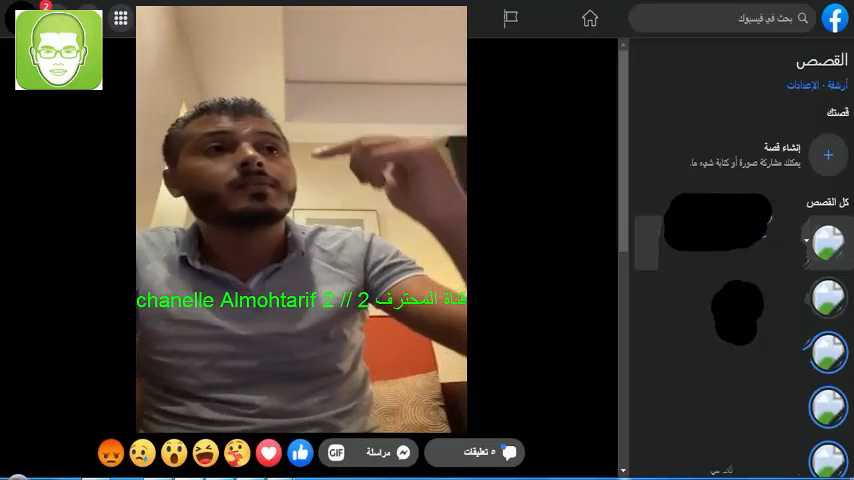 2
بحث في فيسبوك
القصص
أرشفة · الإعدادات
قصتك
إنشاء قصة
يمكنك مشاركة صورة أو كتابة شيء ما.
كل القصص
chanelle Almohtarif 2 // 2 قناة المحترف
GIF
مراسلة
٥ تعليقات